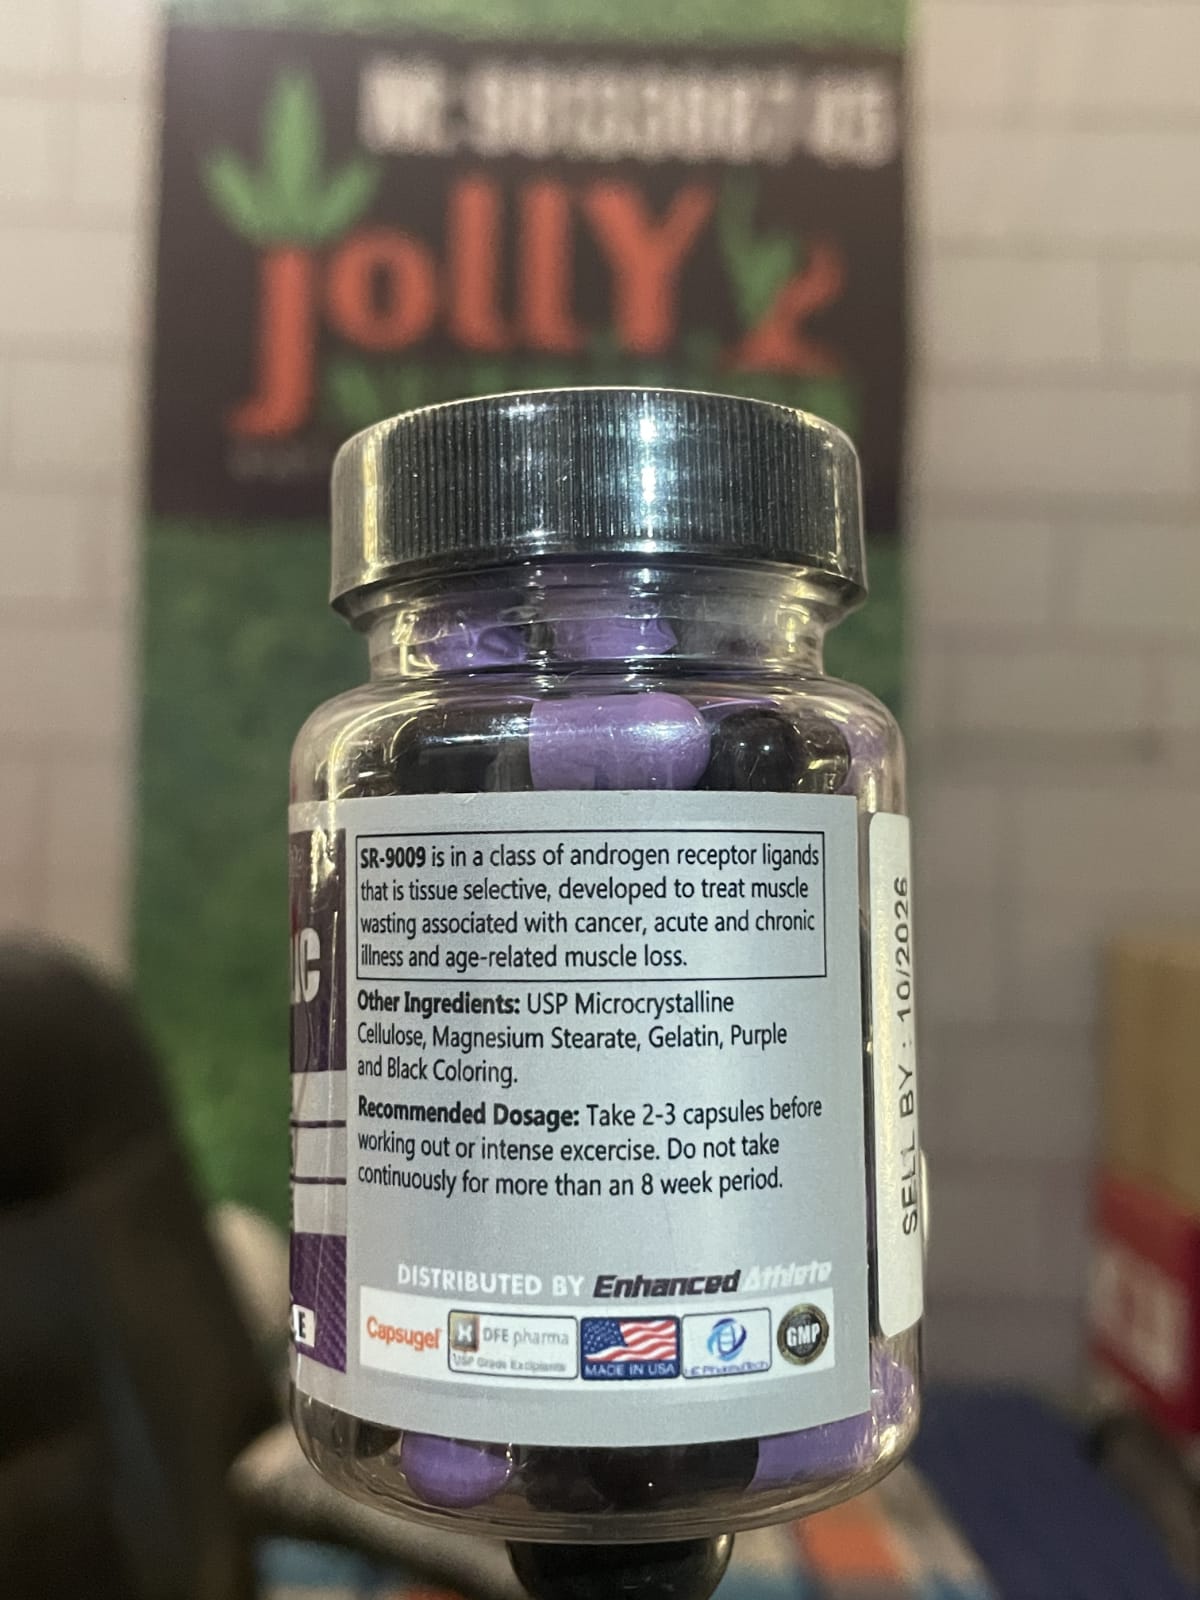 jollY
SR-9009 is in a class of androgen receptor ligands
that is tissue selective, developed to treat muscle
wasting associated with cancer, acute and chronic
illness and age-related muscle loss.
Other Ingredients: USP Microcrystalline
Cellulose, Magnesium Stearate, Gelatin, Purple
and Black Coloring.
Recommended Dosage: Take 2-3 capsules before
working out or intense excercise. Do not take
continuously for more than an 8 week period.
DISTRIBUTED BY Enhanced Athlete
Capsugel
DFE pharma
USP Grade Excipients
MADE IN USA
GMP
IC
E
SELL BY : 10/2026